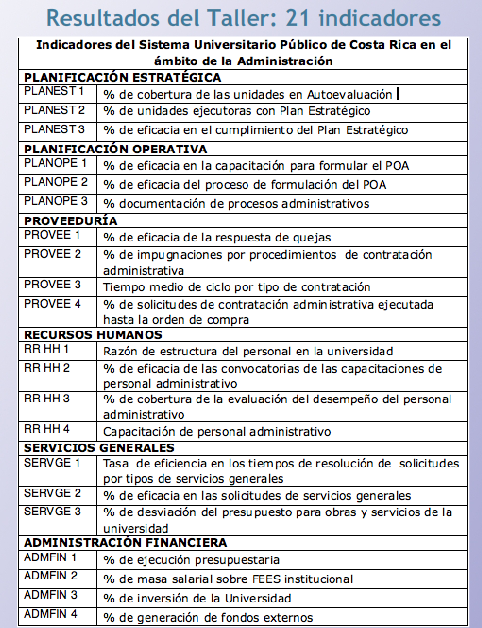 Resultados del Taller: 21 indicadores
Indicadores del Sistema Universitario Público de Costa Rica en el
ámbito de la Administración
PLANIFICACIÓN ESTRATÉGICA
PLANEST1 % de cobertura de las unidades en Autoevaluación
PLANEST2 % de unidades ejecutoras con Plan Estratégico
PLANEST3 % de eficacia en el cumplimiento del Plan Estratégico
PLANIFICACIÓN OPERATIVA
PLANOPE 1 % de eficacia en la capacitación para formular el POA
PLANOPE 2 % de eficacia del proceso de formulación del POA
PLANOPE 3 % documentación de procesos administrativos
PROVEEDURÍA
PROVEE 1 % de eficacia de la respuesta de quejas
PROVEE 2 % de impugnaciones por procedimientos de contratación
administrativa
PROVEE 3 Tiempo medio de ciclo por tipo de contratación
PROVEE 4 % de solicitudes de contratación administrativa ejecutada
hasta la orden de compra
RECURSOS HUMANOS
RR HH 1 Razón de estructura del personal en la universidad
RR HH 2 % de eficacia de las convocatorias de las capacitaciones de
personal administrativo
RR HH 3 % de cobertura de la evaluación del desempeño del personal
administrativo
RR HH 4 Capacitación de personal administrativo
SERVICIOS GENERALES
SERVGE 1 Tasa de eficiencia en los tiempos de resolución de solicitudes
por tipos de servicios generales
SERVGE 2 % de eficacia en las solicitudes de servicios generales
SERVGE 3 % de desviación del presupuesto para obras y servicios de la
universidad
ADMINISTRACIÓN FINANCIERA
ADMFIN 1 % de ejecución presupuestaria
ADMFIN 2 % de masa salarial sobre FEES institucional
ADMFIN 3 % de inversión de la Universidad
ADMFIN 4 % de generación de fondos externos